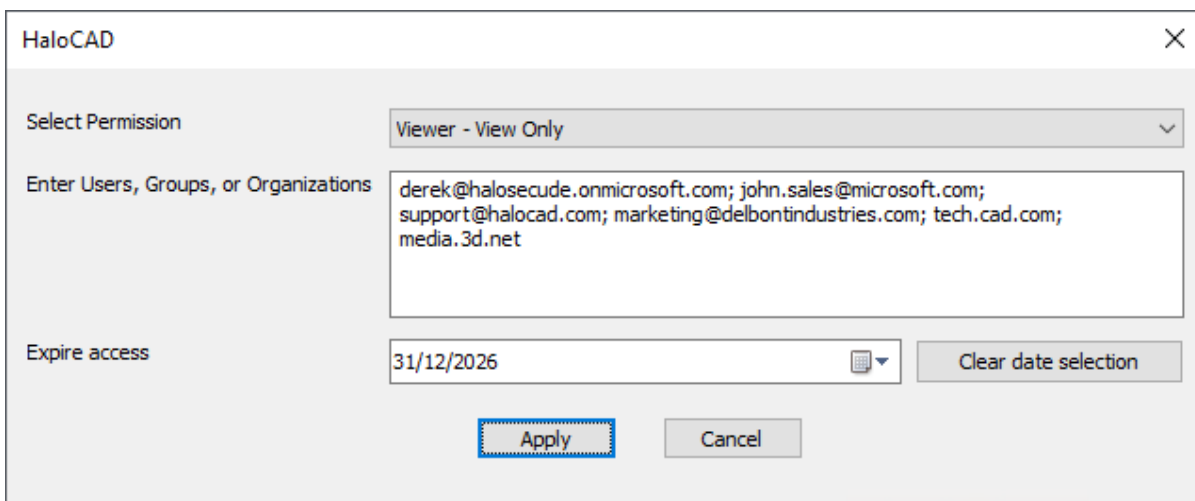 HaloCAD
Select Permission
Viewer - View Only
Enter Users, Groups, or Organizations
derek@halosecude.onmicrosoft.com; john.sales@microsoft.com;
support@halocad.com; marketing@delbontindustries.com; tech.cad.com;
media.3d.net
Expire access
31/12/2026
Clear date selection
Apply
Cancel